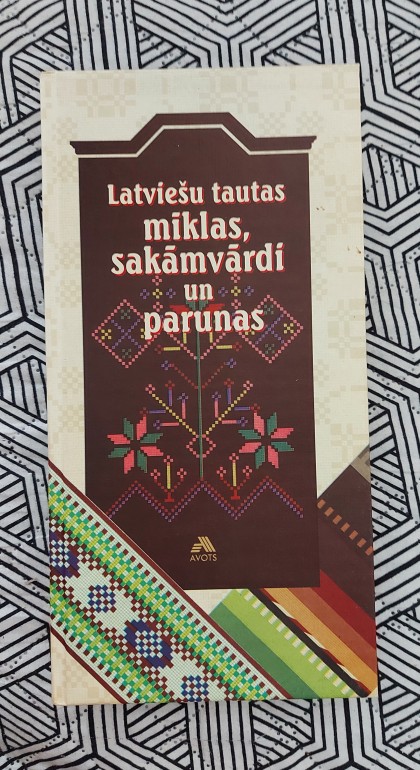 Latviešu tautas
mīklas,
sakāmvārdi
un
parunas
AVOTS